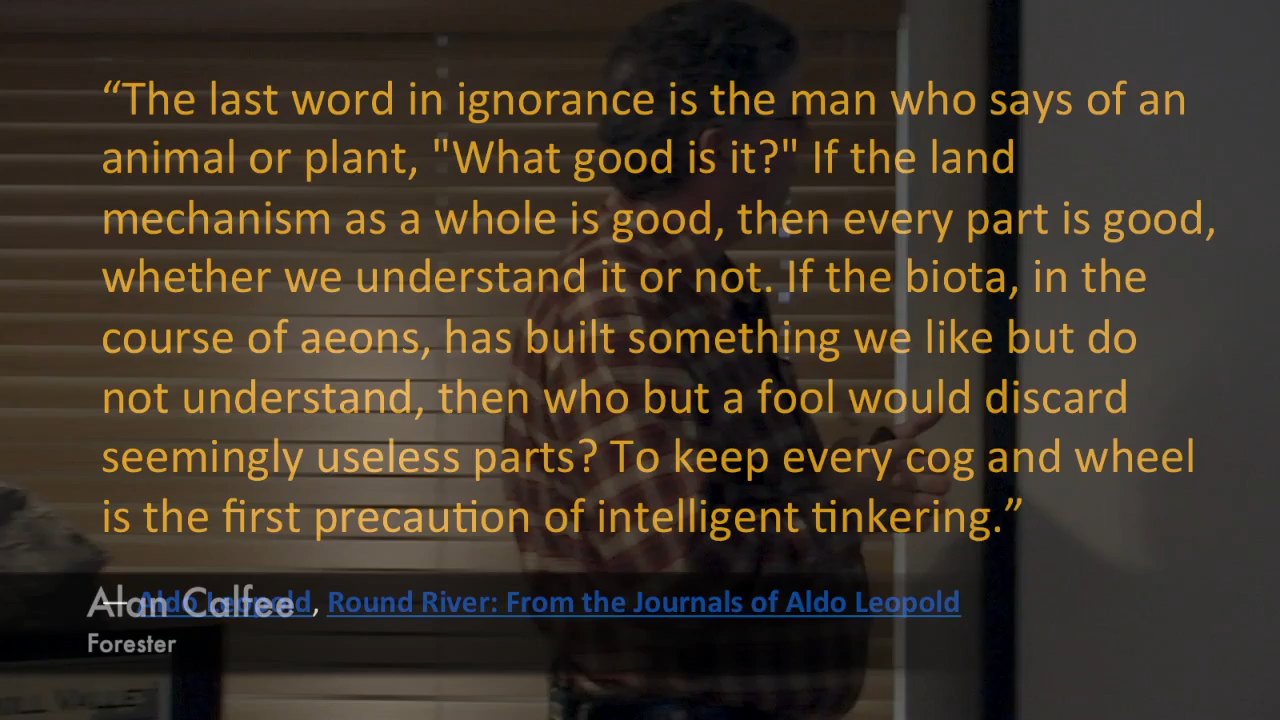 “The last word in ignorance is the man who says of an
animal or plant, "What good is it?" If the land
mechanism as a whole is good, then every part is good,
whether we understand it or not. If the biota, in the
course of aeons, has built something we like but do
not understand, then who but a fool would discard
seemingly useless parts? To keep every cog and wheel
is the first precaution of intelligent tinkering.”
― Aldo Leopold, Round River: From the Journals of Aldo Leopold
Alan Calfee
Forester